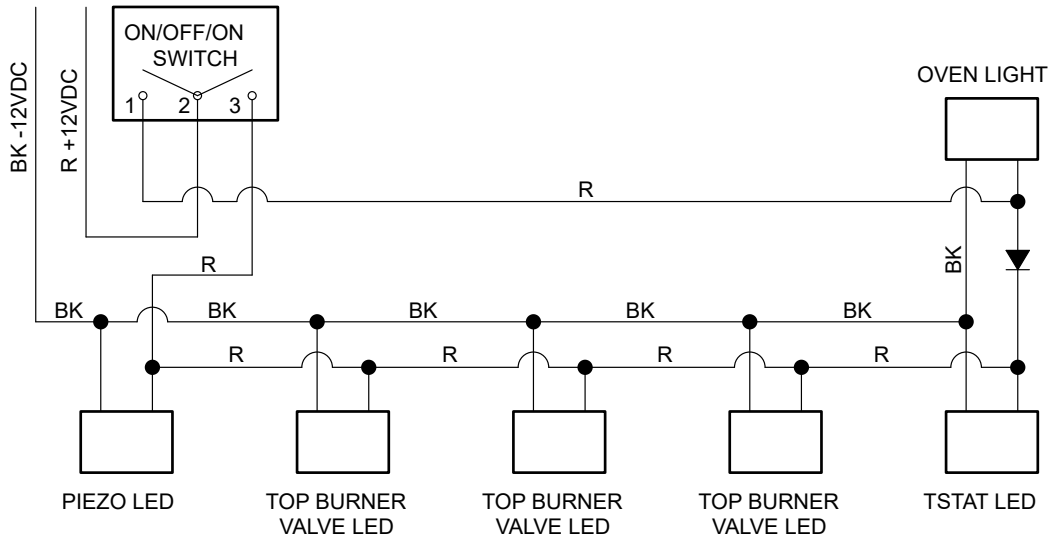 ON/OFF/ON
SWITCH
1 2 3
BK -12VDC
R +12VDC
OVEN LIGHT
R
BK
R
BK
BK
BK
BK
BK
R
R
R
R
PIEZO LED
TOP BURNER
VALVE LED
TOP BURNER
VALVE LED
TOP BURNER
VALVE LED
TSTAT LED